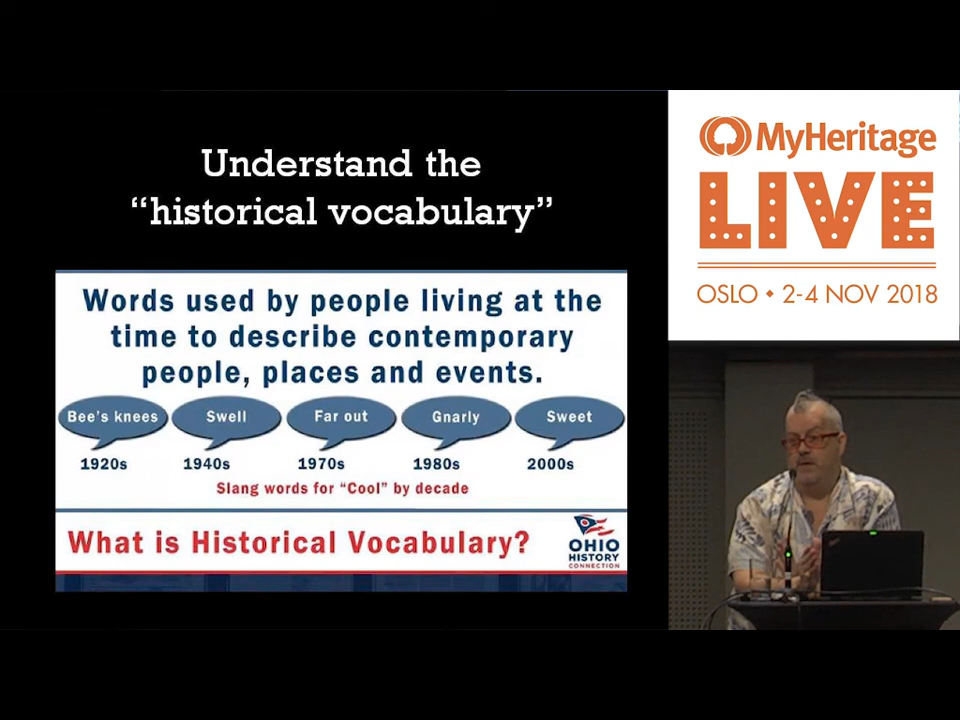 Understand the
“historical vocabulary”
Words used by people living at the
time to describe contemporary
people, places and events.
Bee's knees
Swell
Far out
Gnarly
Sweet
1920s
1940s
1970s
1980s
2000s
Slang words for "Cool" by decade
What is Historical Vocabulary?
OHIO
HISTORY
CONNECTION
MyHeritage
LIVE
OSLO • 2-4 NOV 2018